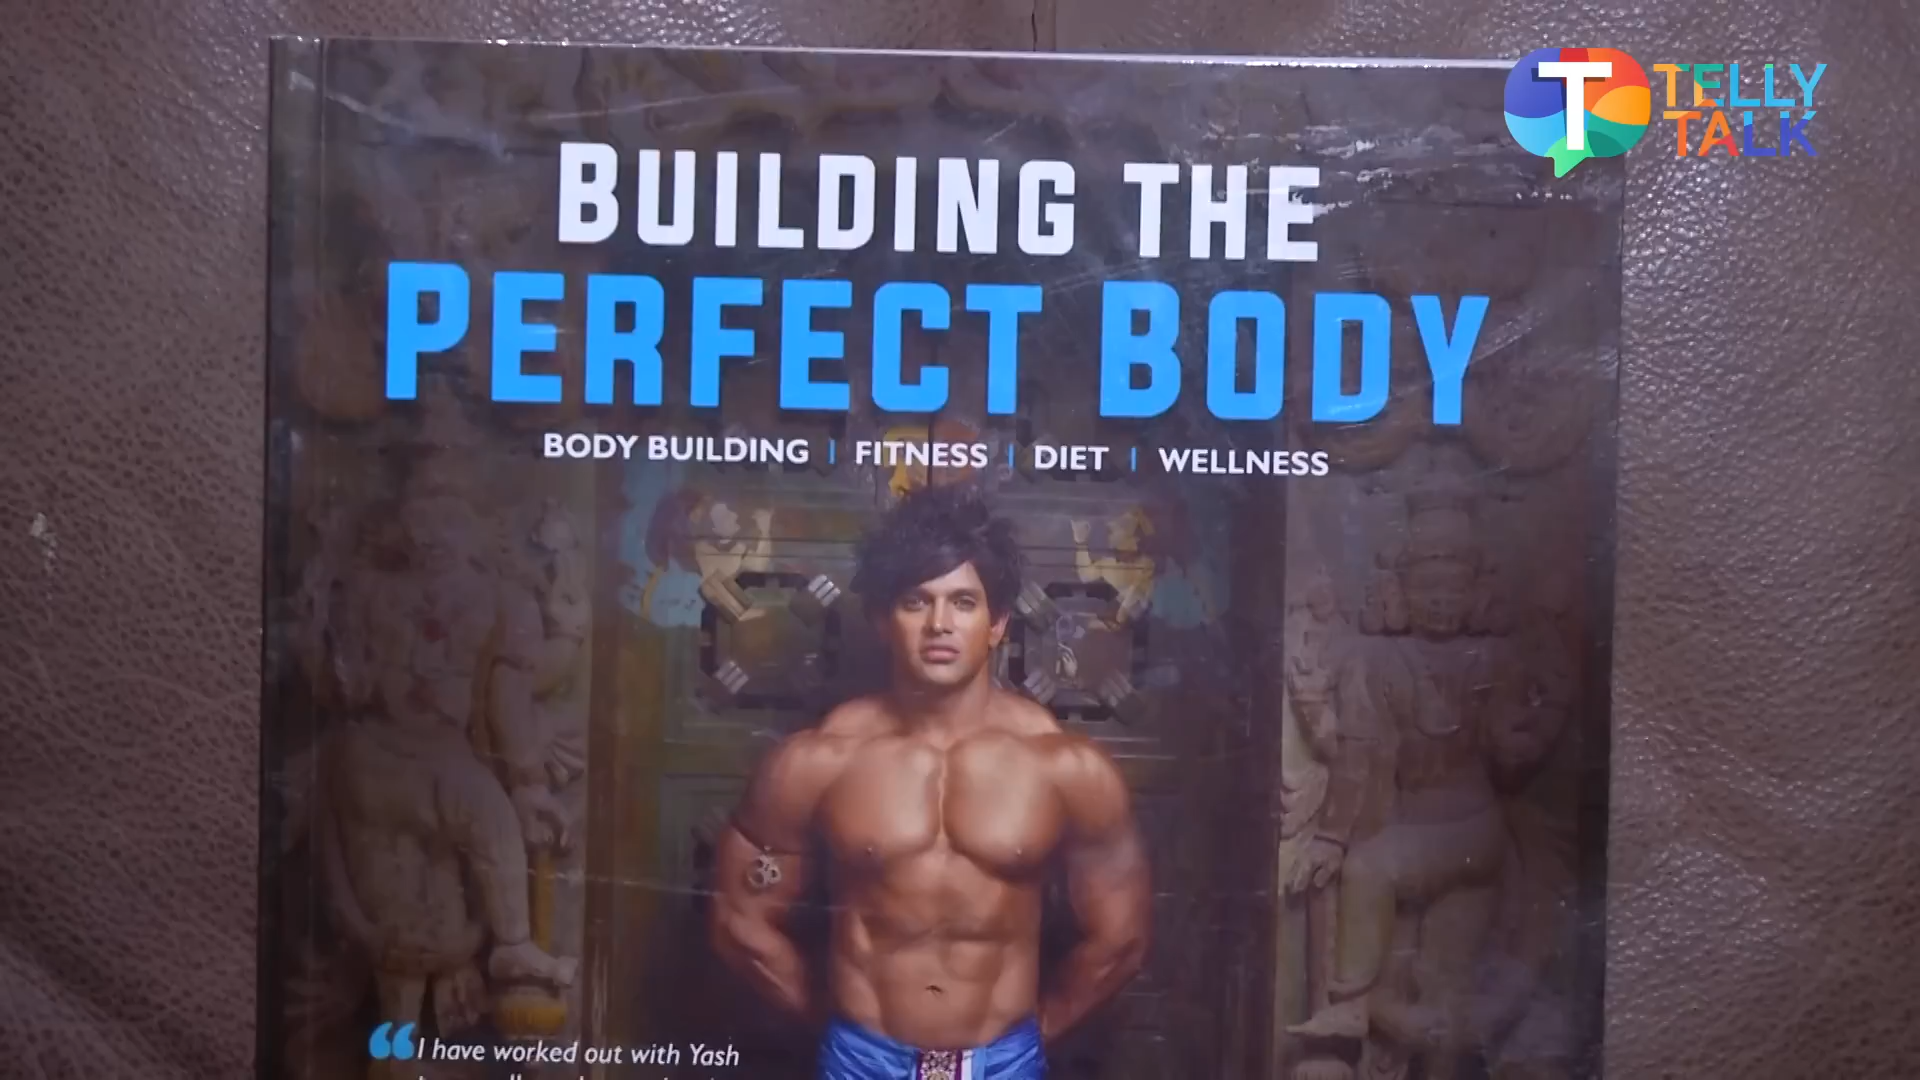 TELLY
TALK
BUILDING THE
PERFECT BODY
BODY BUILDING | FITNESS | DIET | WELLNESS
“I have worked out with Yash